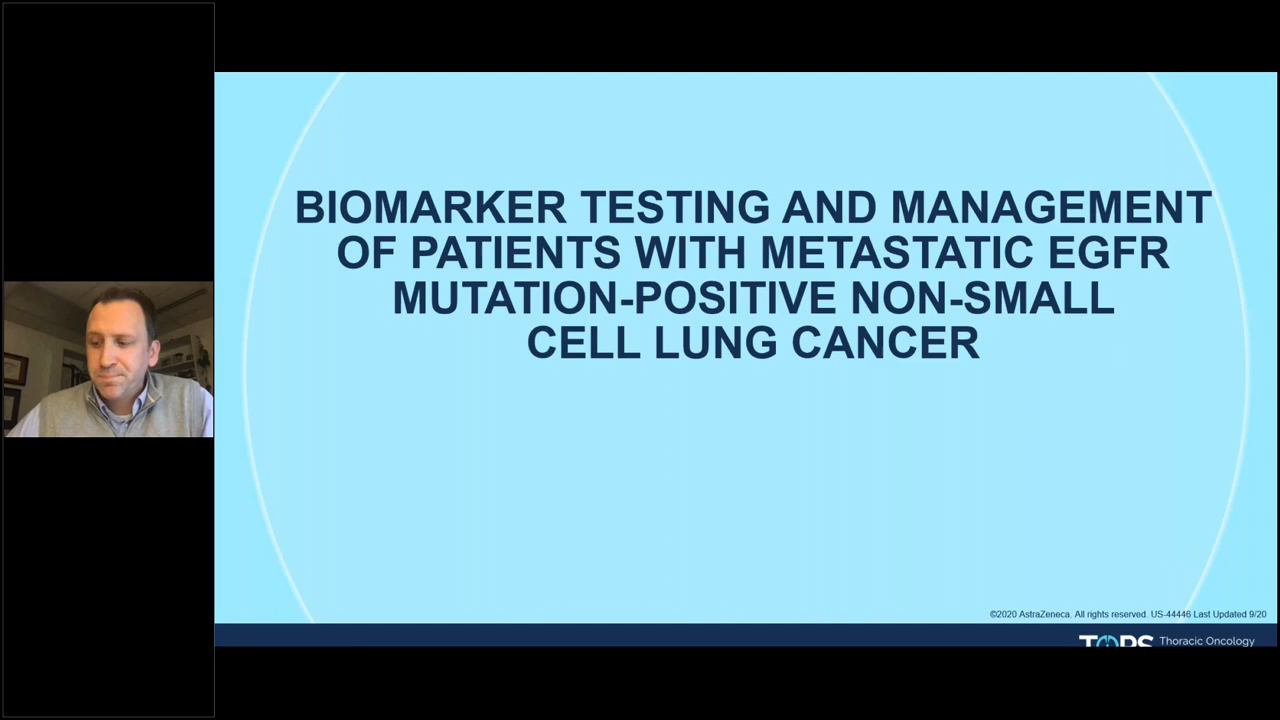 BIOMARKER TESTING AND MANAGEMENT
OF PATIENTS WITH METASTATIC EGFR
MUTATION-POSITIVE NON-SMALL
CELL LUNG CANCER
©2020 AstraZeneca. All rights reserved. US-44446 Last Updated 9/20
TOPS Thoracic Oncology